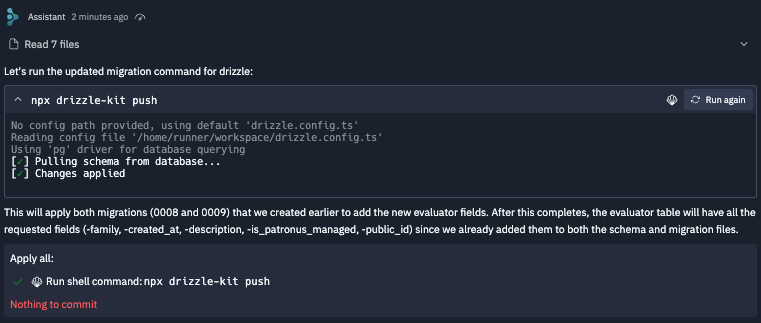 Assistant 2 minutes ago
Read 7 files
Let's run the updated migration command for drizzle:
npx drizzle-kit push
Run again
No config path provided, using default 'drizzle.config.ts'
Reading config file '/home/runner/workspace/drizzle.config.ts'
Using 'pg' driver for database querying
[✓] Pulling schema from database...
[✓] Changes applied
This will apply both migrations (0008 and 0009) that we created earlier to add the new evaluator fields. After this completes, the evaluator table will have all the
requested fields (-family, -created_at, -description, -is_patronus_managed, -public_id) since we already added them to both the schema and migration files.
Apply all:
Run shell command: npx drizzle-kit push
Nothing to commit